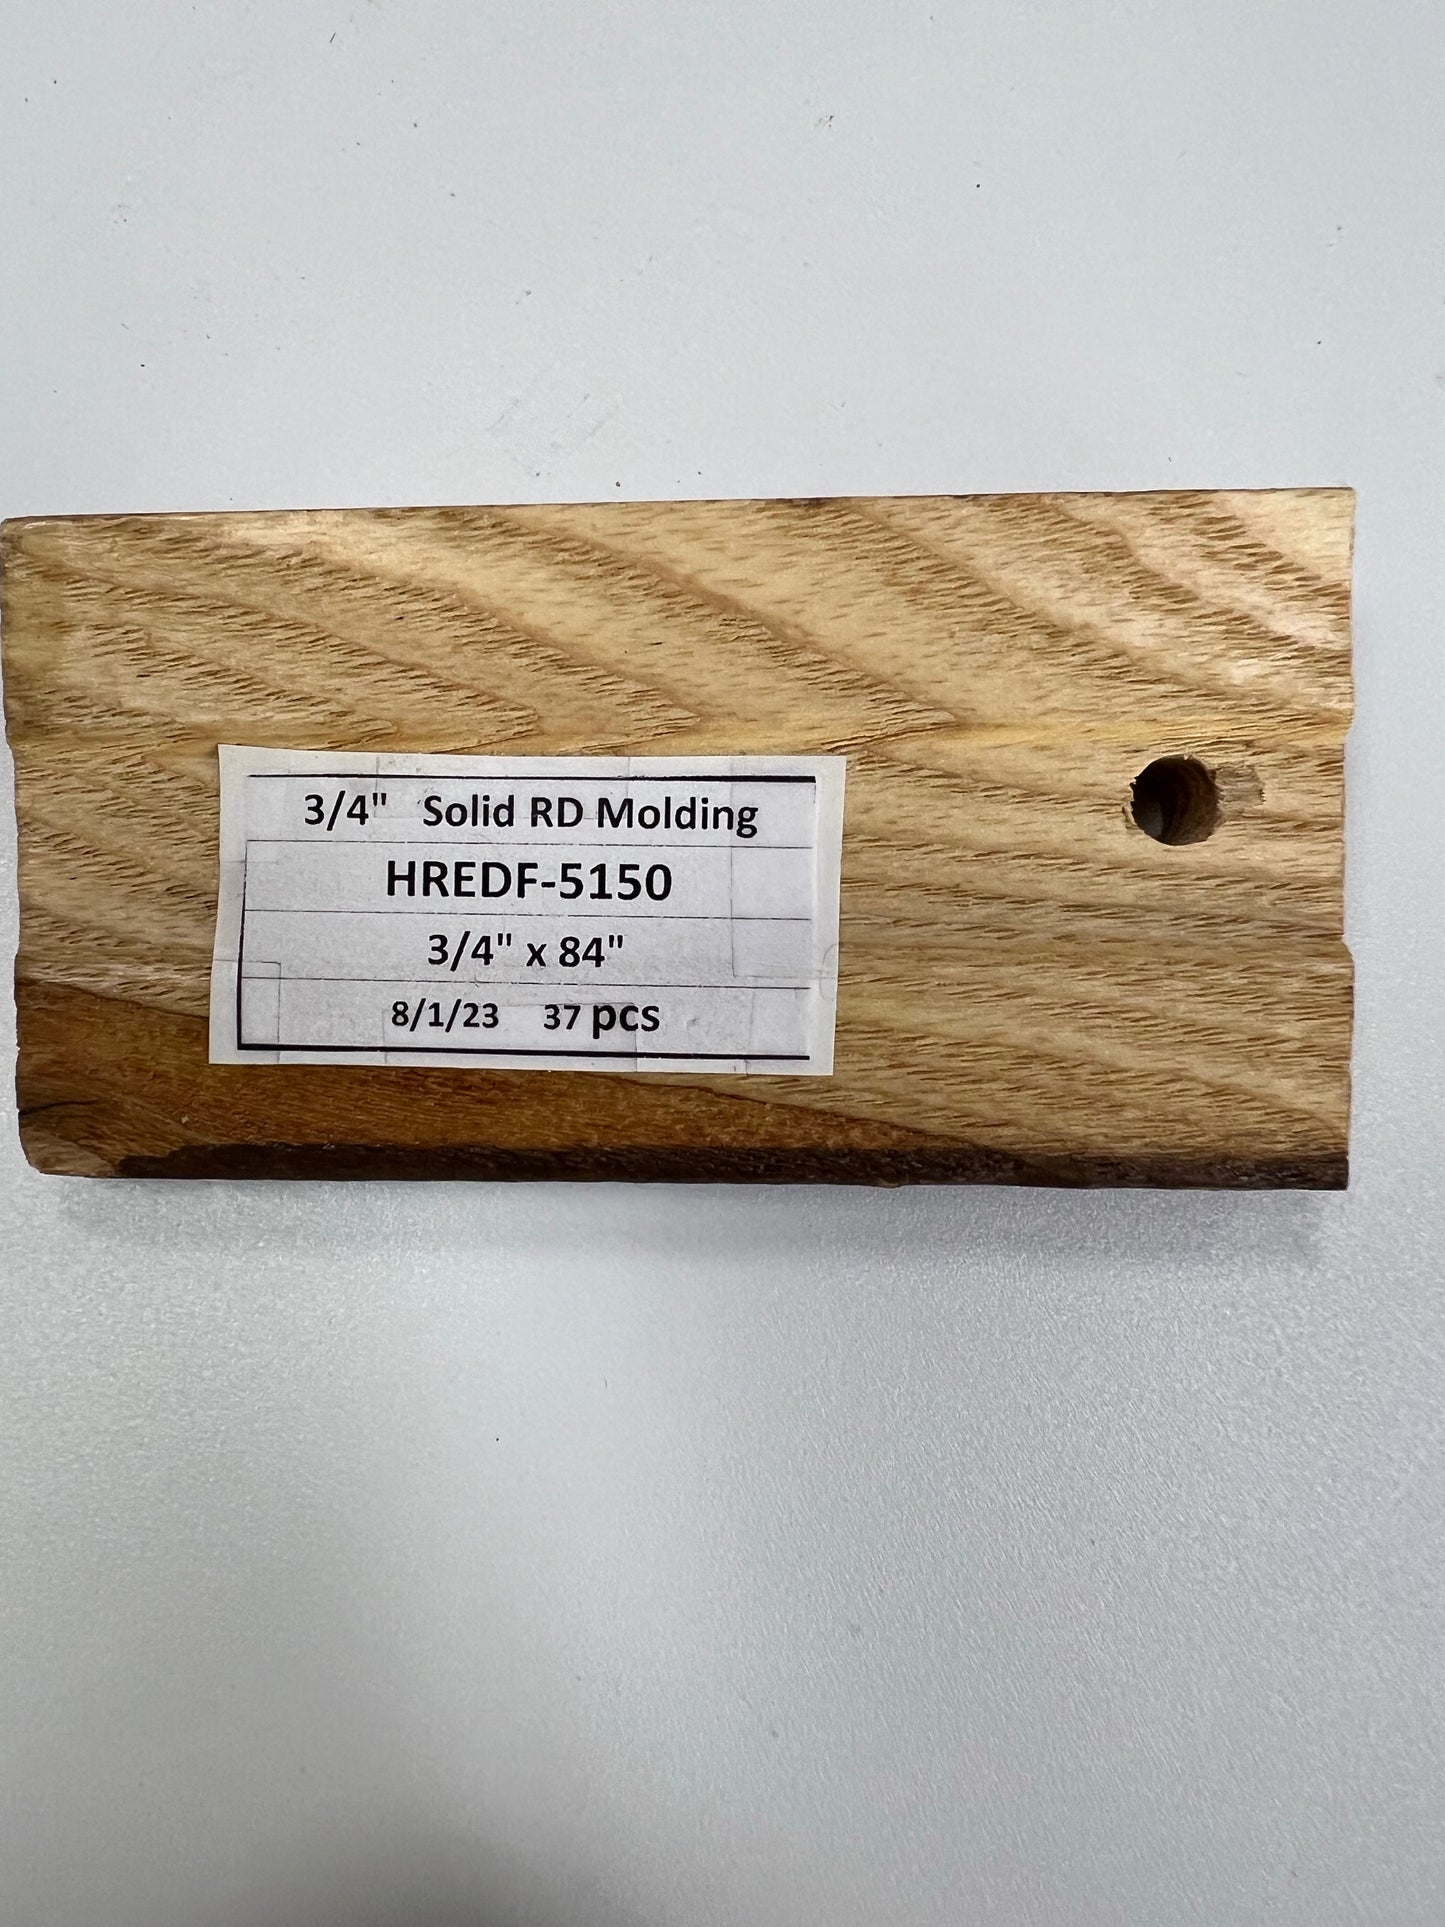 3/4" Solid RD Molding
HREDF-5150
3/4" x 84"
8/1/23 37 pcs